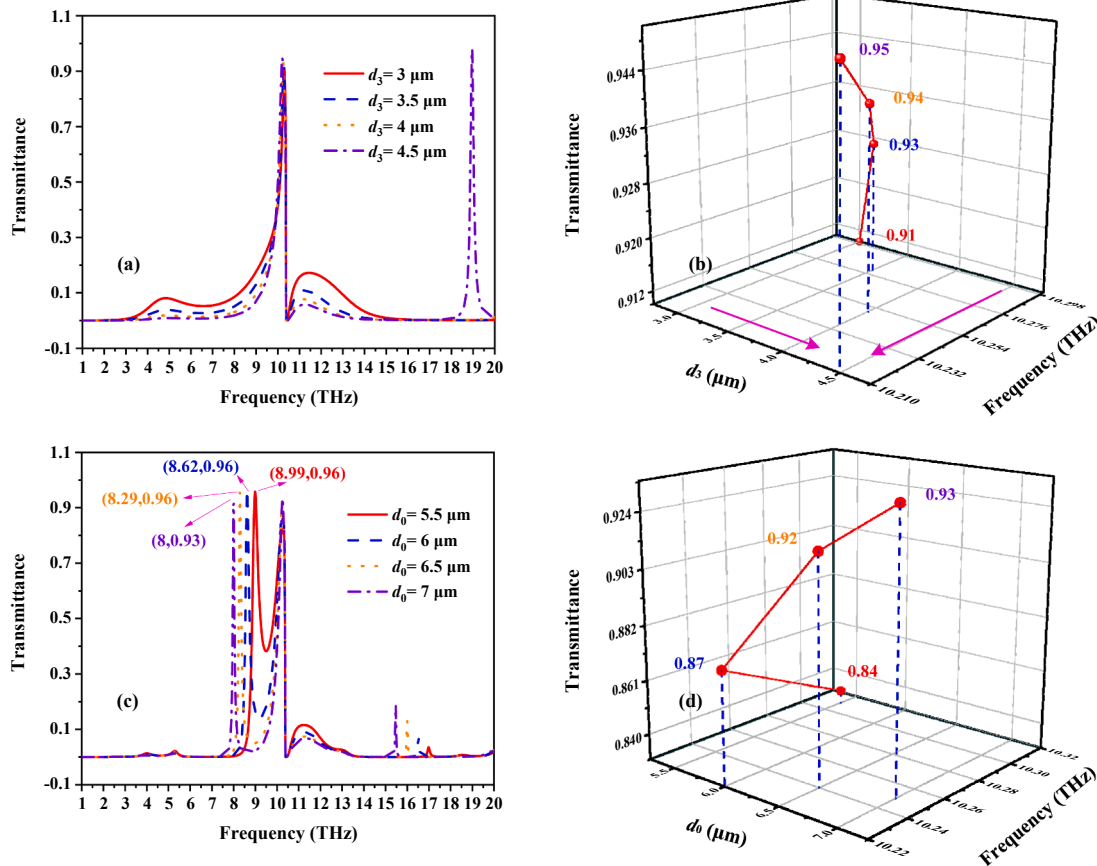 1.1
0.9
0.7
0.5
0.3
0.1
-0.1
Transmittance
d₃= 3 μm
d₃= 3.5 μm
d₃= 4 μm
d₃= 4.5 μm
(a)
1 2 3 4 5 6 7 8 9 10 11 12 13 14 15 16 17 18 19 20
Frequency (THz)
0.944
0.936
0.928
0.920
0.912
Transmittance
0.95
0.94
0.93
0.91
(b)
3.0
3.5
4.0
4.5
d₃ (μm)
10.298
10.276
10.254
10.232
10.210
Frequency (THz)
1.1
0.9
0.7
0.5
0.3
0.1
-0.1
Transmittance
(8.62,0.96)
(8.99,0.96)
(8.29,0.96)
(8,0.93)
d₀= 5.5 μm
d₀= 6 μm
d₀= 6.5 μm
d₀= 7 μm
(c)
1 2 3 4 5 6 7 8 9 10 11 12 13 14 15 16 17 18 19 20
Frequency (THz)
0.924
0.903
0.882
0.861
0.840
Transmittance
0.93
0.92
0.87
0.84
(d)
5.5
6.0
6.5
7.0
d₀ (μm)
10.32
10.30
10.28
10.26
10.24
10.22
Frequency (THz)